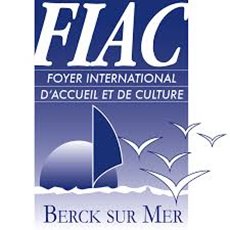 FIAC
FOYER INTERNATIONAL
D'ACCUEIL ET DE CULTURE
BERCK SUR MER